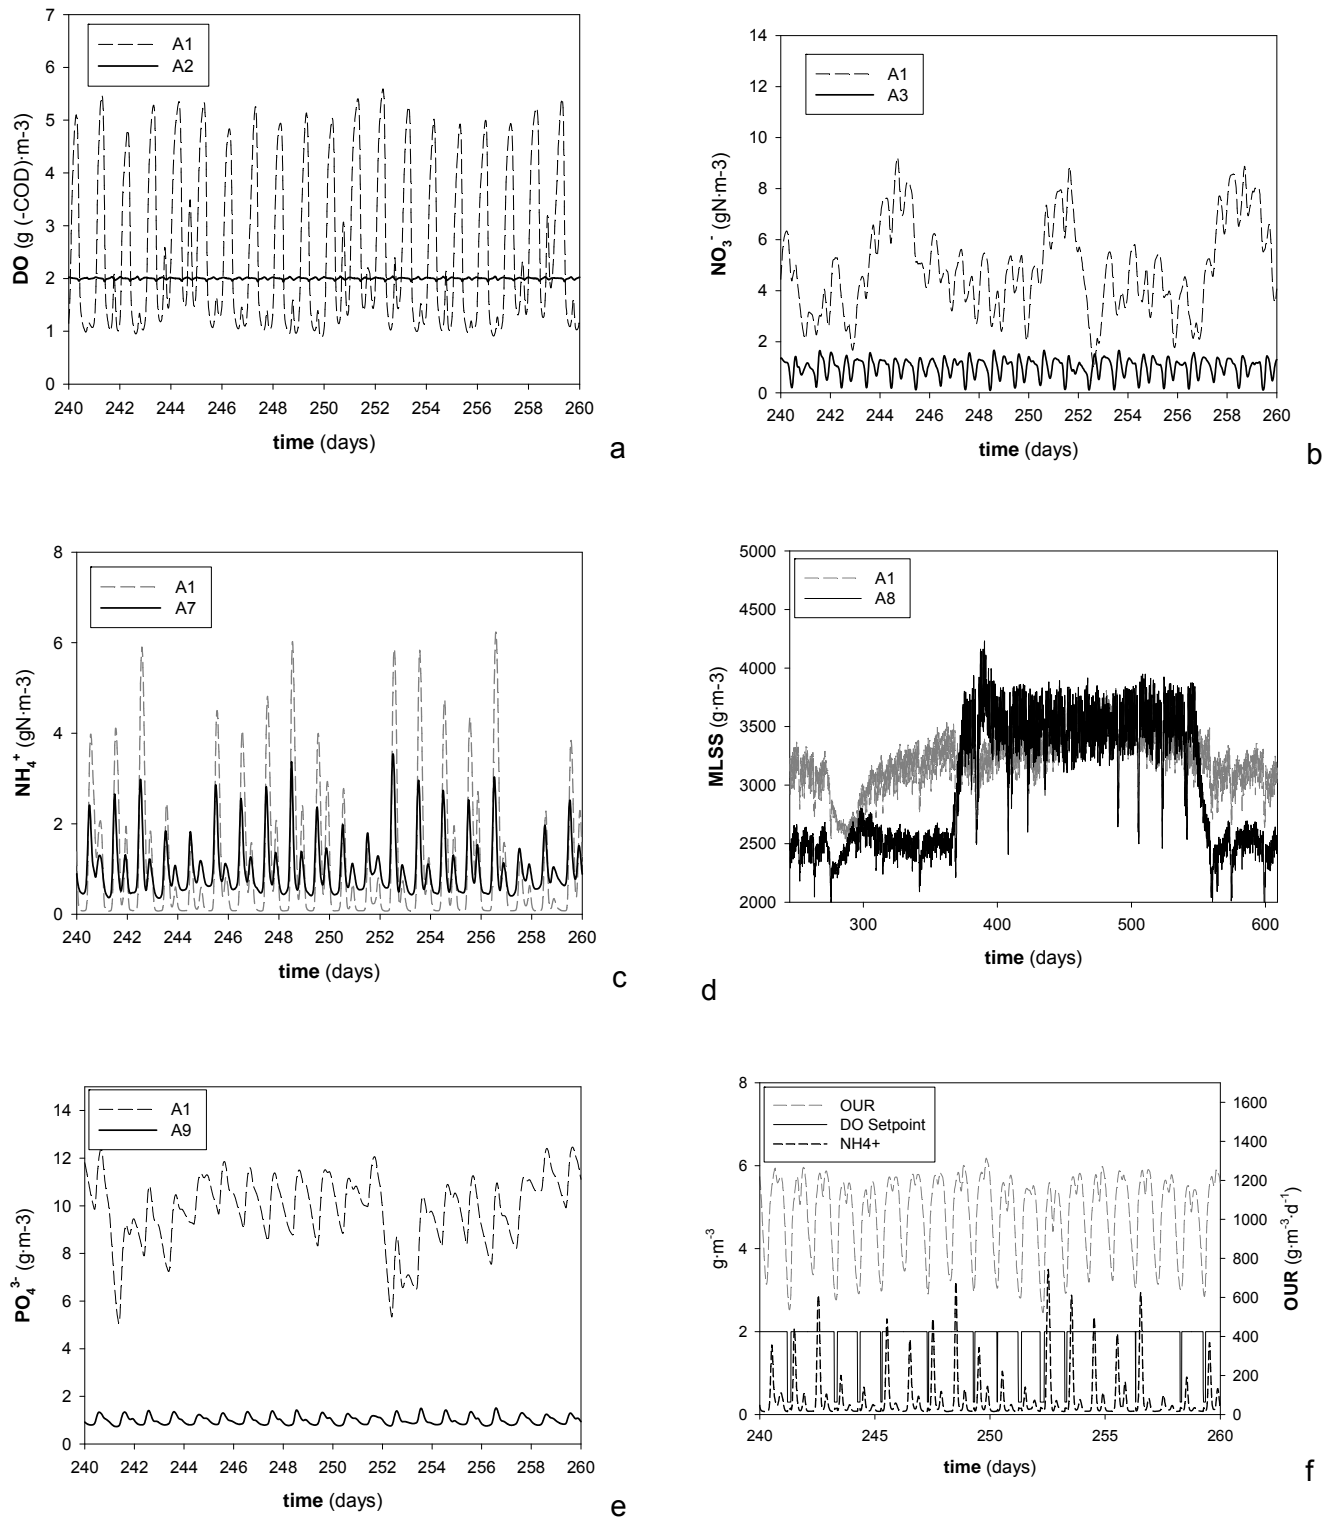 7
6
5
4
3
2
1
0
DO (g (-COD)·m-3)
A1
A2
240 242 244 246 248 250 252 254 256 258 260
time (days)
a
14
12
10
8
6
4
2
0
NO₃⁻ (gN·m-3)
A1
A3
240 242 244 246 248 250 252 254 256 258 260
time (days)
b
8
6
4
2
0
NH₄⁺ (gN·m-3)
A1
A7
240 242 244 246 248 250 252 254 256 258 260
time (days)
c
5000
4500
4000
3500
3000
2500
2000
MLSS (g·m-3)
A1
A8
300 400 500 600
time (days)
d
14
12
10
8
6
4
2
0
PO₄³⁻ (g·m-3)
A1
A9
240 242 244 246 248 250 252 254 256 258 260
time (days)
e
8
6
4
2
0
g·m⁻³
OUR
DO Setpoint
NH4+
1600
1400
1200
1000
800
600
400
200
0
OUR (g·m⁻³·d⁻¹)
240 245 250 255 260
time (days)
f